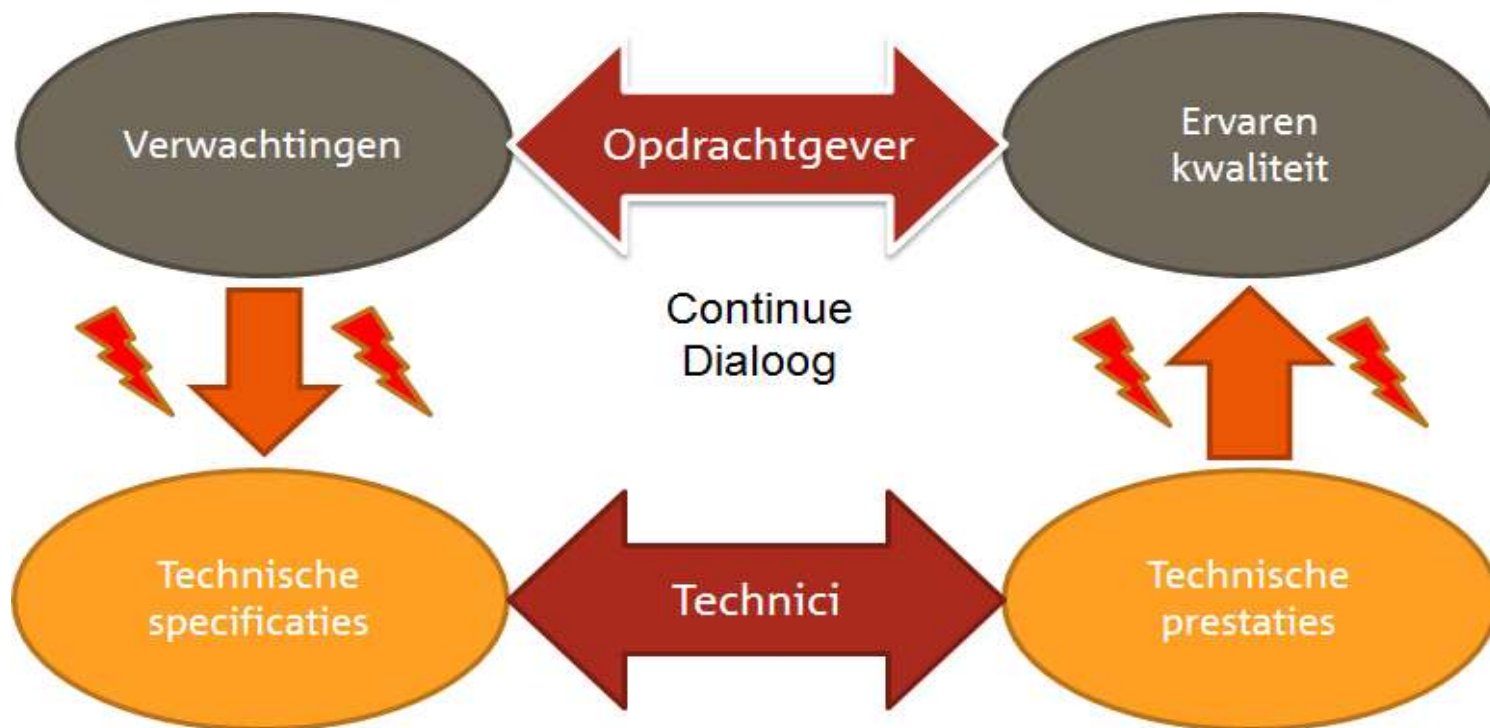 Verwachtingen
Opdrachtgever
Ervaren
kwaliteit
Continue
Dialoog
Technische
specificaties
Technici
Technische
prestaties